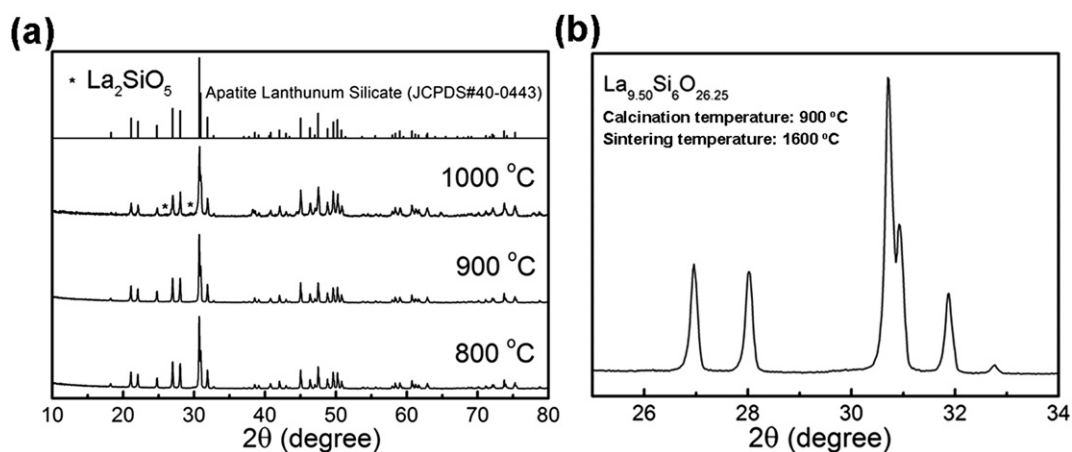 (a)
* La₂SiO₅
Apatite Lanthunum Silicate (JCPDS#40-0443)
1000 °C
* *
900 °C
800 °C
10 20 30 40 50 60 70 80
2θ (degree)
(b)
La₉.₅₀Si₆O₂₆.₂₅
Calcination temperature: 900 °C
Sintering temperature: 1600 °C
26 28 30 32 34
2θ (degree)